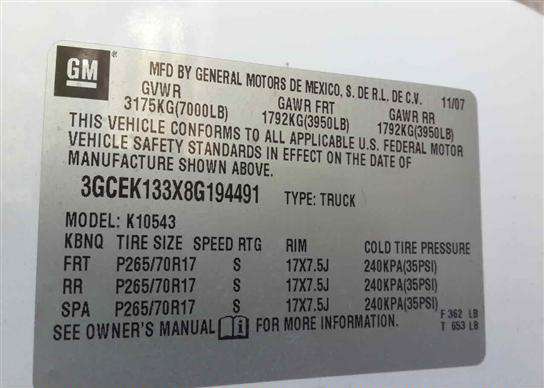 GM ®
MFD BY GENERAL MOTORS DE MEXICO, S. DE R.L. DE C.V. 11/07
GVWR GAWR FRT GAWR RR
3175KG(7000LB) 1792KG(3950LB) 1792KG(3950LB)
THIS VEHICLE CONFORMS TO ALL APPLICABLE U.S. FEDERAL MOTOR
VEHICLE SAFETY STANDARDS IN EFFECT ON THE DATE OF
MANUFACTURE SHOWN ABOVE.
3GCEK133X8G194491 TYPE: TRUCK
MODEL: K10543
KBNQ TIRE SIZE SPEED RTG RIM COLD TIRE PRESSURE
FRT P265/70R17 S 17X7.5J 240KPA(35PSI)
RR P265/70R17 S 17X7.5J 240KPA(35PSI)
SPA P265/70R17 S 17X7.5J 240KPA(35PSI)
F 362 LB
SEE OWNER'S MANUAL i FOR MORE INFORMATION. T 653 LB